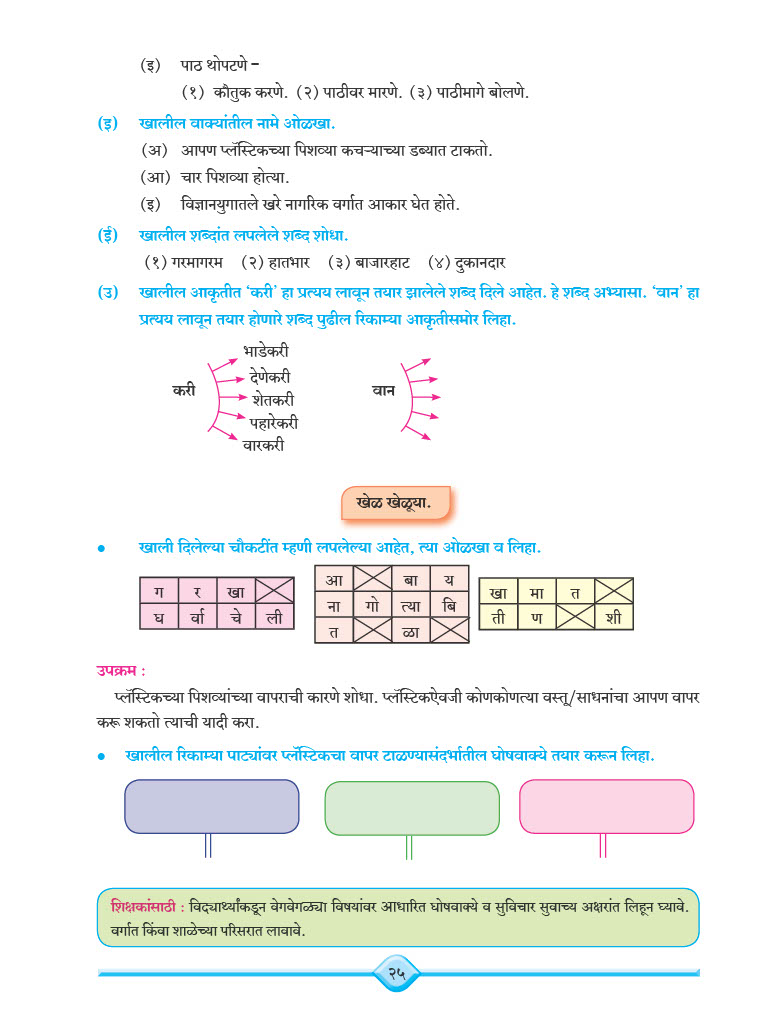 (इ) पाठ थोपटणे –
(१) कौतुक करणे. (२) पाठीवर मारणे. (३) पाठीमागे बोलणे.
(इ) खालील वाक्यांतील नामे ओळखा.
(अ) आपण प्लॅस्टिकच्या पिशव्या कचऱ्याच्या डब्यात टाकतो.
(आ) चार पिशव्या होत्या.
(इ) विज्ञानयुगातले खरे नागरिक वर्गात आकार घेत होते.
(ई) खालील शब्दांत लपलेले शब्द शोधा.
(१) गरमागरम (२) हातभार (३) बाजारहाट (४) दुकानदार
(उ) खालील आकृतीत ‘करी’ हा प्रत्यय लावून तयार झालेले शब्द दिले आहेत. हे शब्द अभ्यासा. ‘वान’ हा
प्रत्यय लावून तयार होणारे शब्द पुढील रिकाम्या आकृतीसमोर लिहा.
करी
भाडेकरी
देणेकरी
शेतकरी
पहारेकरी
वारकरी
वान
खेळ खेळूया.
• खाली दिलेल्या चौकटींत म्हणी लपलेल्या आहेत, त्या ओळखा व लिहा.
ग र खा
घ र्वा चे ली
आ बा य
ना गो त्या बि
त ळा
खा मा त
ती ण शी
उपक्रम :
प्लॅस्टिकच्या पिशव्यांच्या वापराची कारणे शोधा. प्लॅस्टिकऐवजी कोणकोणत्या वस्तू/साधनांचा आपण वापर
करू शकतो त्याची यादी करा.
• खालील रिकाम्या पाट्यांवर प्लॅस्टिकचा वापर टाळण्यासंदर्भातील घोषवाक्ये तयार करून लिहा.
शिक्षकांसाठी : विद्यार्थ्यांकडून वेगवेगळ्या विषयांवर आधारित घोषवाक्ये व सुविचार सुवाच्य अक्षरांत लिहून घ्यावे.
वर्गात किंवा शाळेच्या परिसरात लावावे.
२५